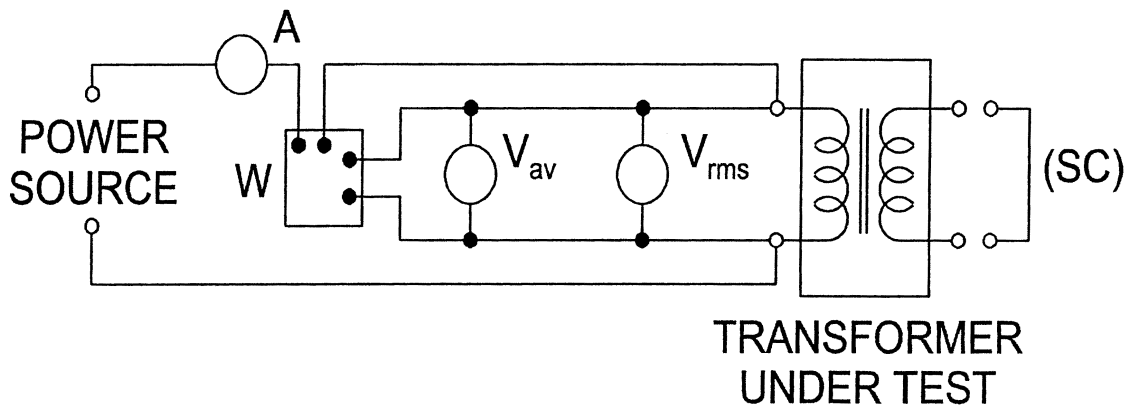 A
POWER
SOURCE
W
Vav
Vrms
(SC)
TRANSFORMER
UNDER TEST